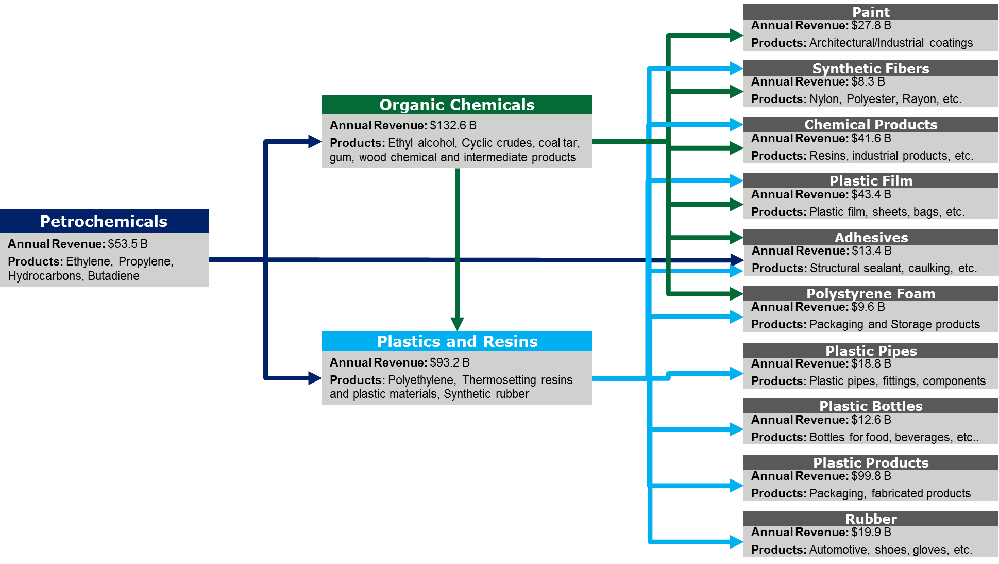 Petrochemicals
Annual Revenue: $53.5 B
Products: Ethylene, Propylene,
Hydrocarbons, Butadiene
Organic Chemicals
Annual Revenue: $132.6 B
Products: Ethyl alcohol, Cyclic crudes, coal tar,
gum, wood chemical and intermediate products
Plastics and Resins
Annual Revenue: $93.2 B
Products: Polyethylene, Thermosetting resins
and plastic materials, Synthetic rubber
Paint
Annual Revenue: $27.8 B
Products: Architectural/Industrial coatings
Synthetic Fibers
Annual Revenue: $8.3 B
Products: Nylon, Polyester, Rayon, etc.
Chemical Products
Annual Revenue: $41.6 B
Products: Resins, industrial products, etc.
Plastic Film
Annual Revenue: $43.4 B
Products: Plastic film, sheets, bags, etc.
Adhesives
Annual Revenue: $13.4 B
Products: Structural sealant, caulking, etc.
Polystyrene Foam
Annual Revenue: $9.6 B
Products: Packaging and Storage products
Plastic Pipes
Annual Revenue: $18.8 B
Products: Plastic pipes, fittings, components
Plastic Bottles
Annual Revenue: $12.6 B
Products: Bottles for food, beverages, etc..
Plastic Products
Annual Revenue: $99.8 B
Products: Packaging, fabricated products
Rubber
Annual Revenue: $19.9 B
Products: Automotive, shoes, gloves, etc.